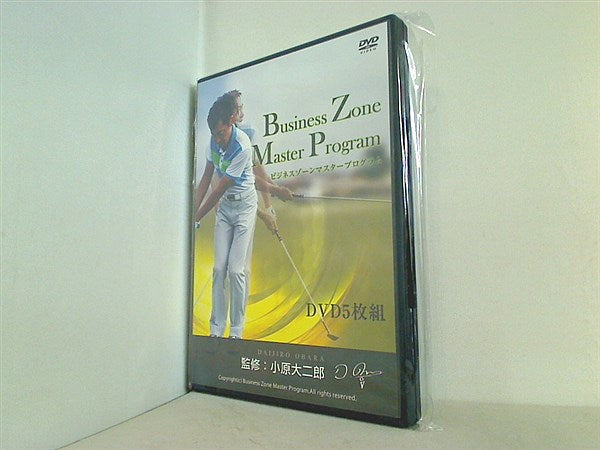 DVD
VIDEO
Business Zone
Master Program
ビジネスゾーンマスタープログラム
DVD5枚組
DAIJIRO OBARA
監修：小原大二郎
Copyright(c) Business Zone Master Program.All rights reserved.